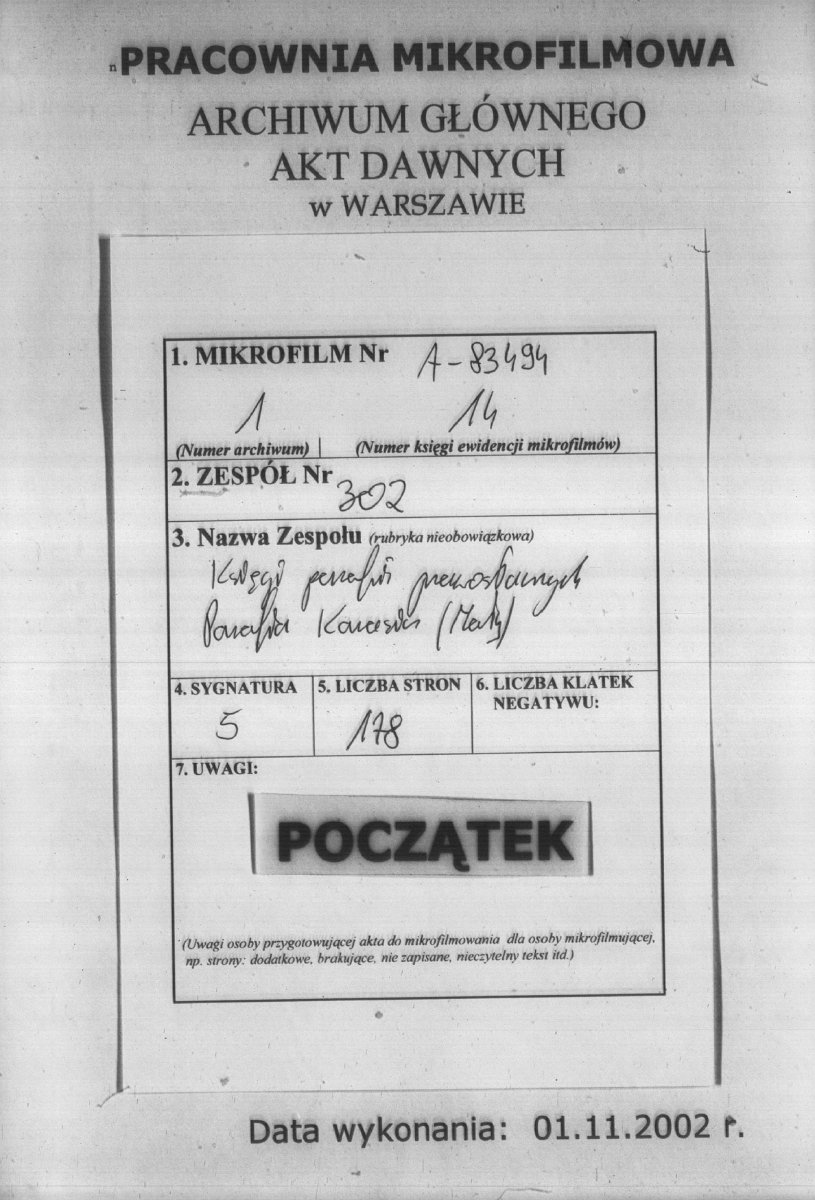 PRACOWNIA MIKROFILMOWA
ARCHIWUM GŁÓWNEGO
AKT DAWNYCH
w WARSZAWIE
1. MIKROFILM Nr A-83494
1 14
(Numer archiwum) (Numer księgi ewidencji mikrofilmów)
2. ZESPÓŁ Nr 302
3. Nazwa Zespołu (rubryka nieobowiązkowa)
Księgi parafii prawosławnych
Parafia
4. SYGNATURA 5. LICZBA STRON 6. LICZBA KLATEK
NEGATYWU:
5 178
7. UWAGI:
POCZĄTEK
(Uwagi osoby przygotowującej akta do mikrofilmowania dla osoby mikrofilmującej,
np. strony: dodatkowe, brakujące, nie zapisane, nieczytelny tekst itd.)
Data wykonania: 01.11.2002 r.